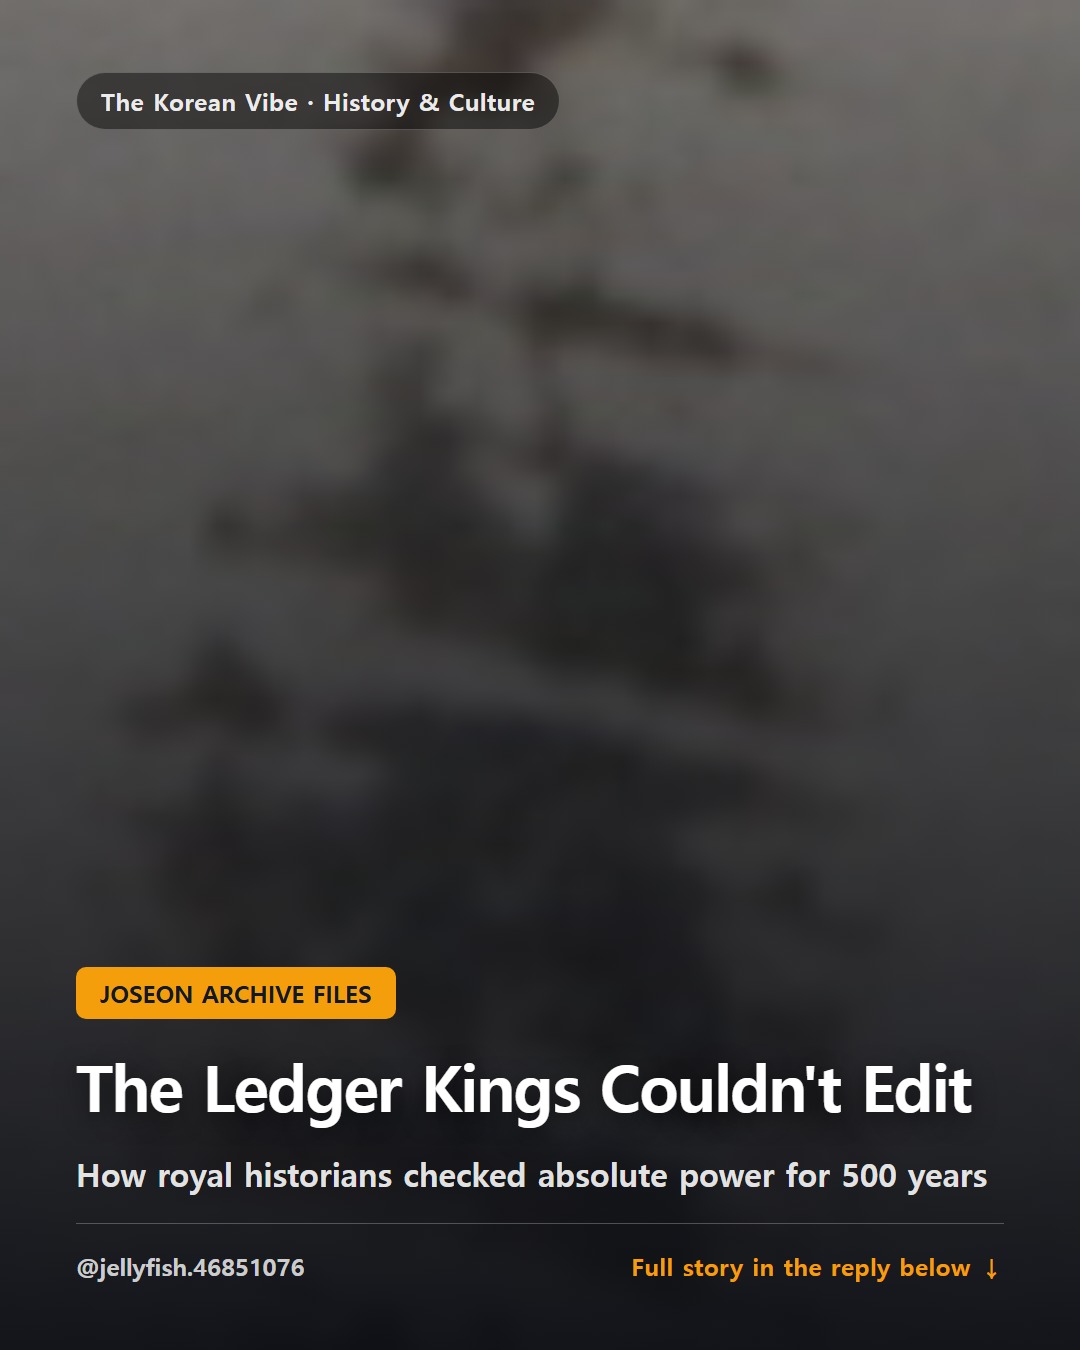 The Korean Vibe · History & Culture
JOSEON ARCHIVE FILES
The Ledger Kings Couldn't Edit
How royal historians checked absolute power for 500 years
@jellyfish.46851076
Full story in the reply below ↓